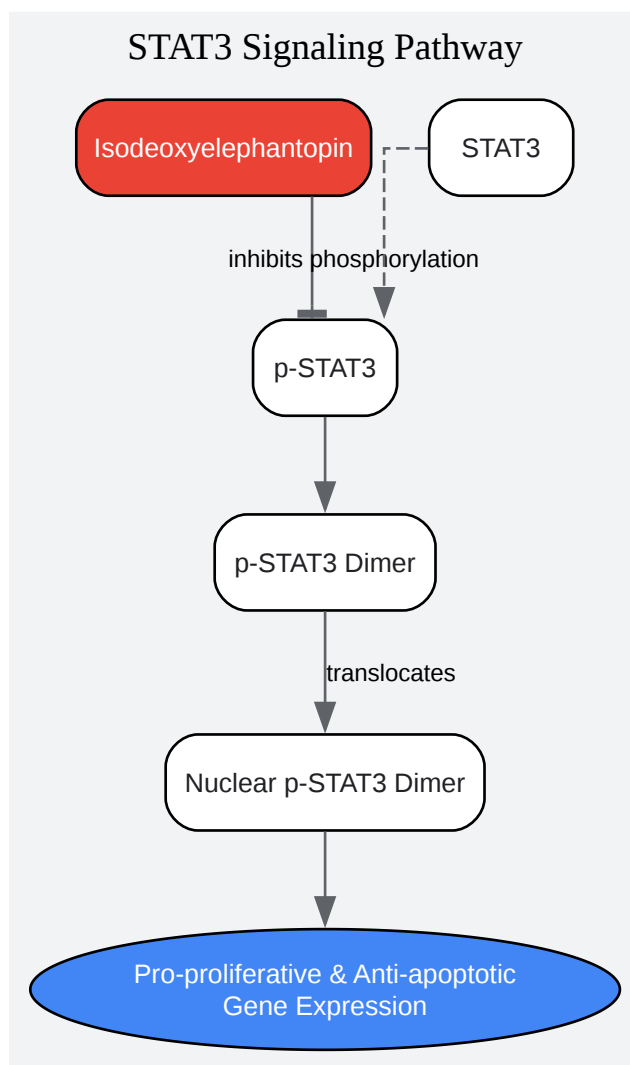 STAT3 Signaling Pathway
Isodeoxyelephantopin
STAT3
inhibits phosphorylation
p-STAT3
p-STAT3 Dimer
translocates
Nuclear p-STAT3 Dimer
Pro-proliferative & Anti-apoptotic
Gene Expression